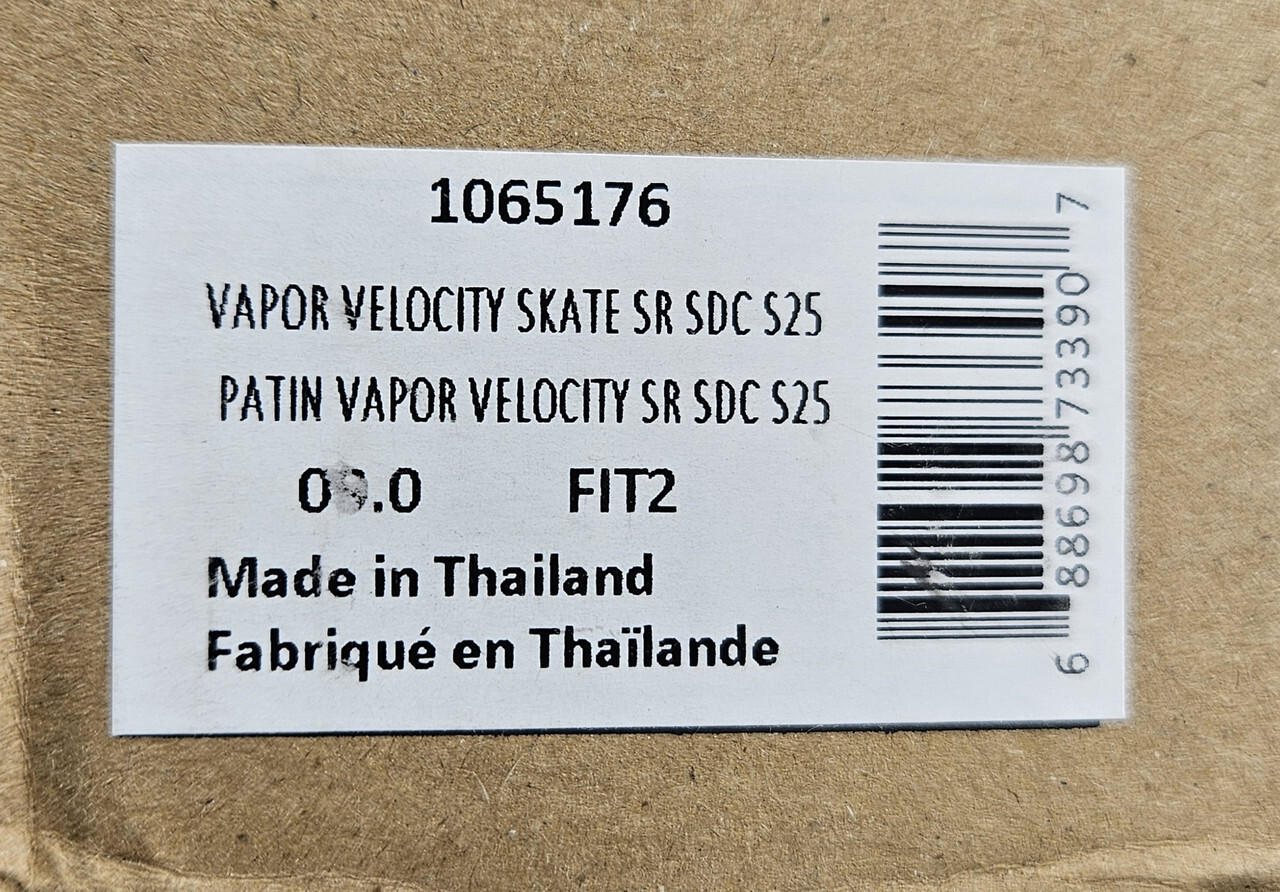 1065176
VAPOR VELOCITY SKATE SR SDC S25
PATIN VAPOR VELOCITY SR SDC S25
FIT2
Made in Thailand
Fabriqué en Thaïlande
6 88698 73390 7